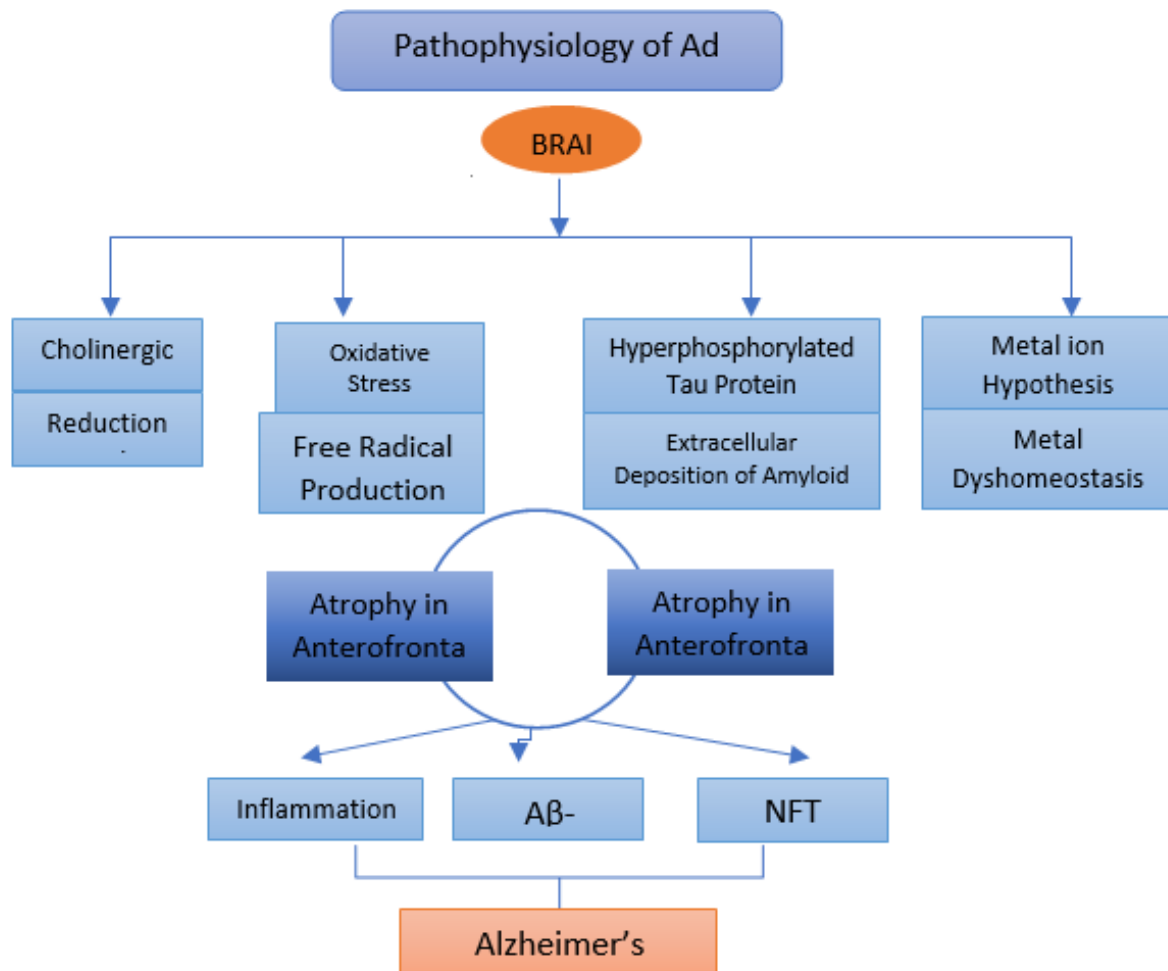 Pathophysiology of Ad
BRAI
Cholinergic
Reduction
Oxidative
Stress
Free Radical
Production
Hyperphosphorylated
Tau Protein
Extracellular
Deposition of Amyloid
Metal ion
Hypothesis
Metal
Dyshomeostasis
Atrophy in
Anterofronta
Atrophy in
Anterofronta
Inflammation
Aβ-
NFT
Alzheimer’s